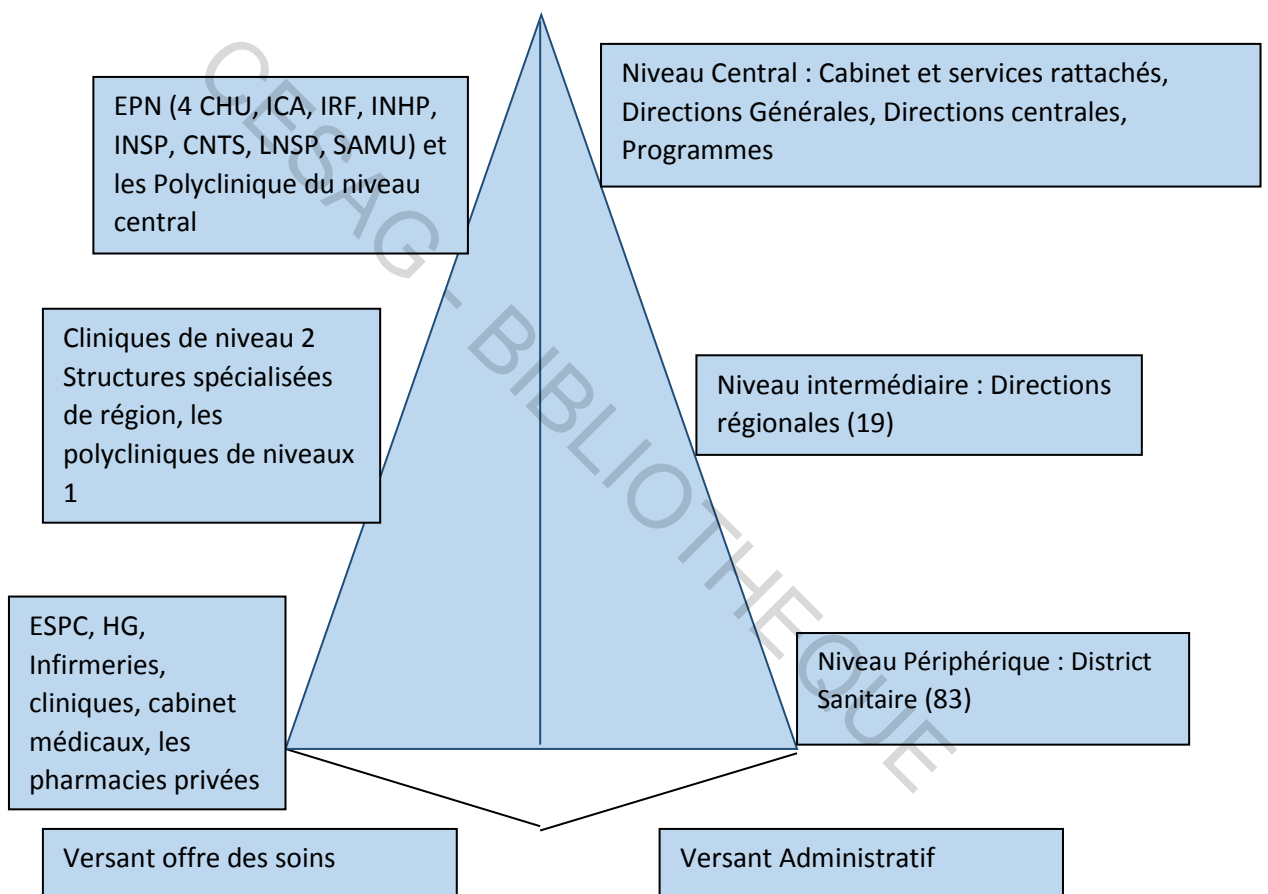 EPN (4 CHU, ICA, IRF, INHP,
INSP, CNTS, LNSP, SAMU) et
les Polyclinique du niveau
central
Niveau Central : Cabinet et services rattachés,
Directions Générales, Directions centrales,
Programmes
Cliniques de niveau 2
Structures spécialisées
de région, les
polycliniques de niveaux
1
Niveau intermédiaire : Directions
régionales (19)
ESPC, HG,
Infirmeries,
cliniques, cabinet
médicaux, les
pharmacies privées
Niveau Périphérique : District
Sanitaire (83)
Versant offre des soins
Versant Administratif
CESAG - BIBLIOTHEQUE